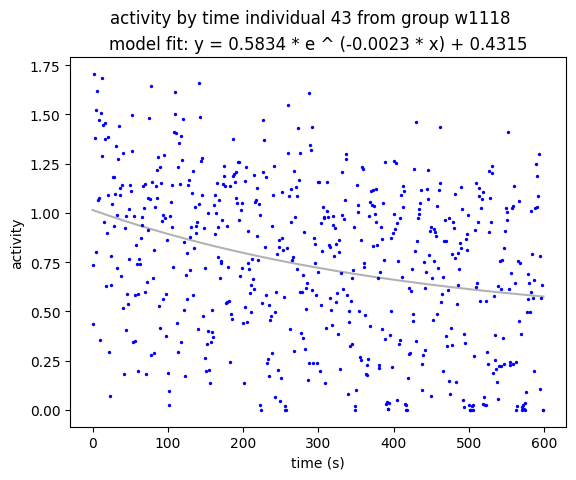 activity by time individual 43 from group w1118
model fit: y = 0.5834 * e ^ (-0.0023 * x) + 0.4315
1.75
1.50
1.25
1.00
0.75
0.50
0.25
0.00
activity
0 100 200 300 400 500 600
time (s)